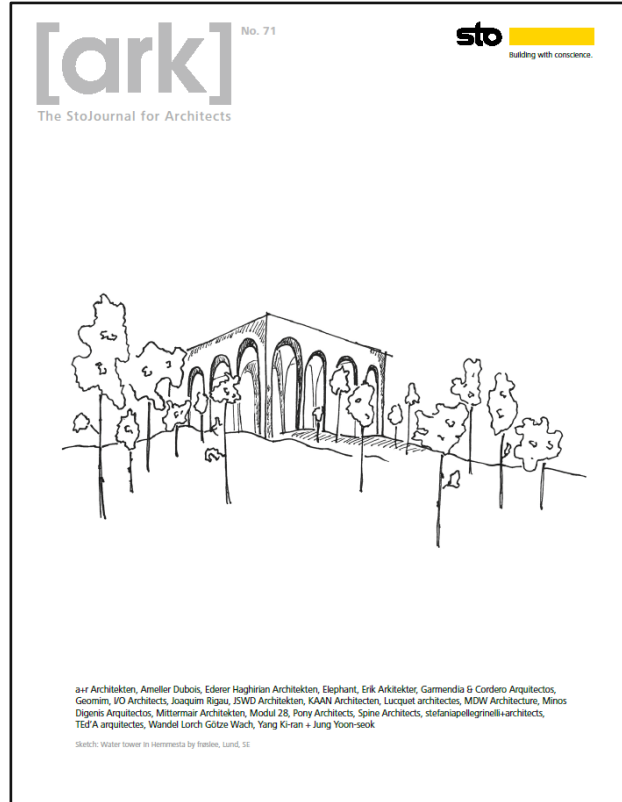 [ark]
No. 71
The StoJournal for Architects
sto
Building with conscience.
a+r Architekten, Ameller Dubois, Ederer Haghirian Architekten, Elephant, Erik Arkitekter, Garmendia & Cordero Arquitectos,
Geomim, I/O Architects, Joaquim Rigau, JSWD Architekten, KAAN Architecten, Lucquet architectes, MDW Architecture, Minos
Digenis Arquitectos, Mittermair Architekten, Modul 28, Pony Architects, Spine Architects, stefaniapellegrinelli+architects,
TEd’A arquitectes, Wandel Lorch Götze Wach, Yang Ki-ran + Jung Yoon-seok
Sketch: Water tower in Hemmesta by frøslee, Lund, SE